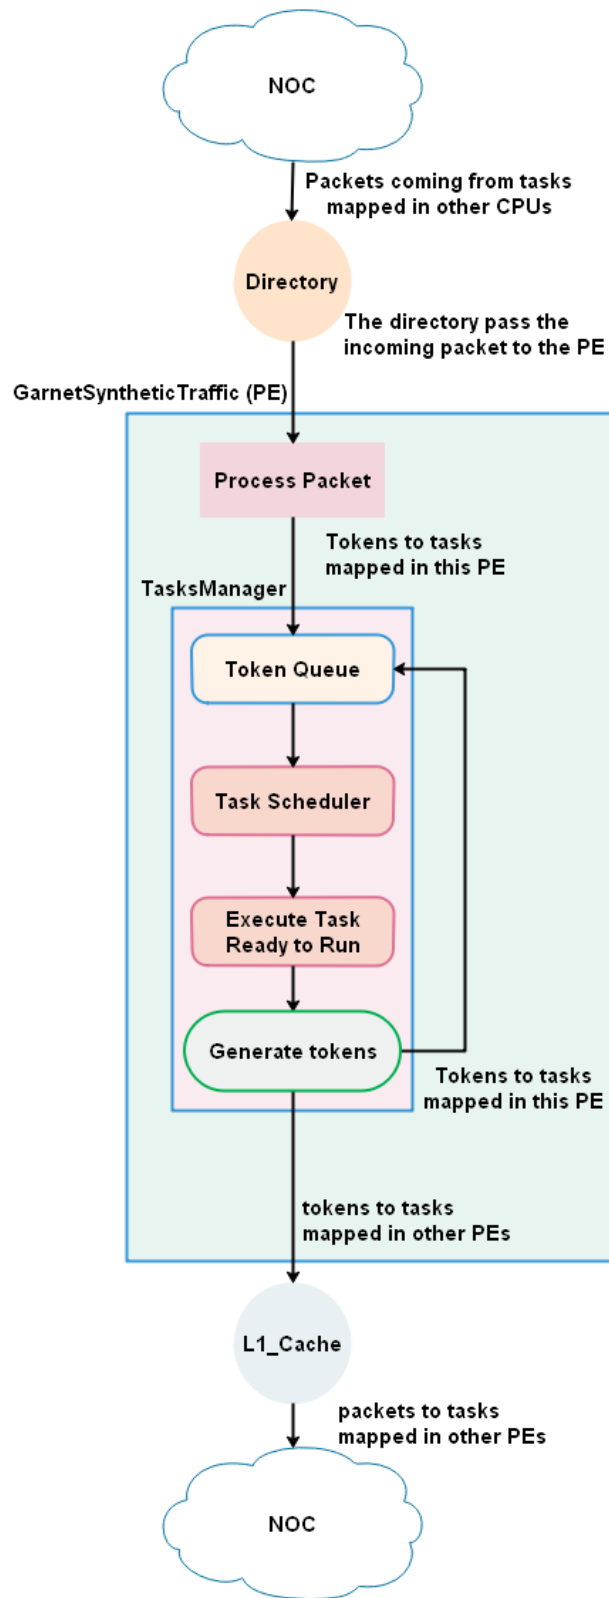 NOC
Packets coming from tasks
mapped in other CPUs
Directory
The directory pass the
incoming packet to the PE
GarnetSyntheticTraffic (PE)
Process Packet
Tokens to tasks
mapped in this PE
TasksManager
Token Queue
Task Scheduler
Execute Task
Ready to Run
Generate tokens
Tokens to tasks
mapped in this PE
tokens to tasks
mapped in other PEs
L1_Cache
packets to tasks
mapped in other PEs
NOC